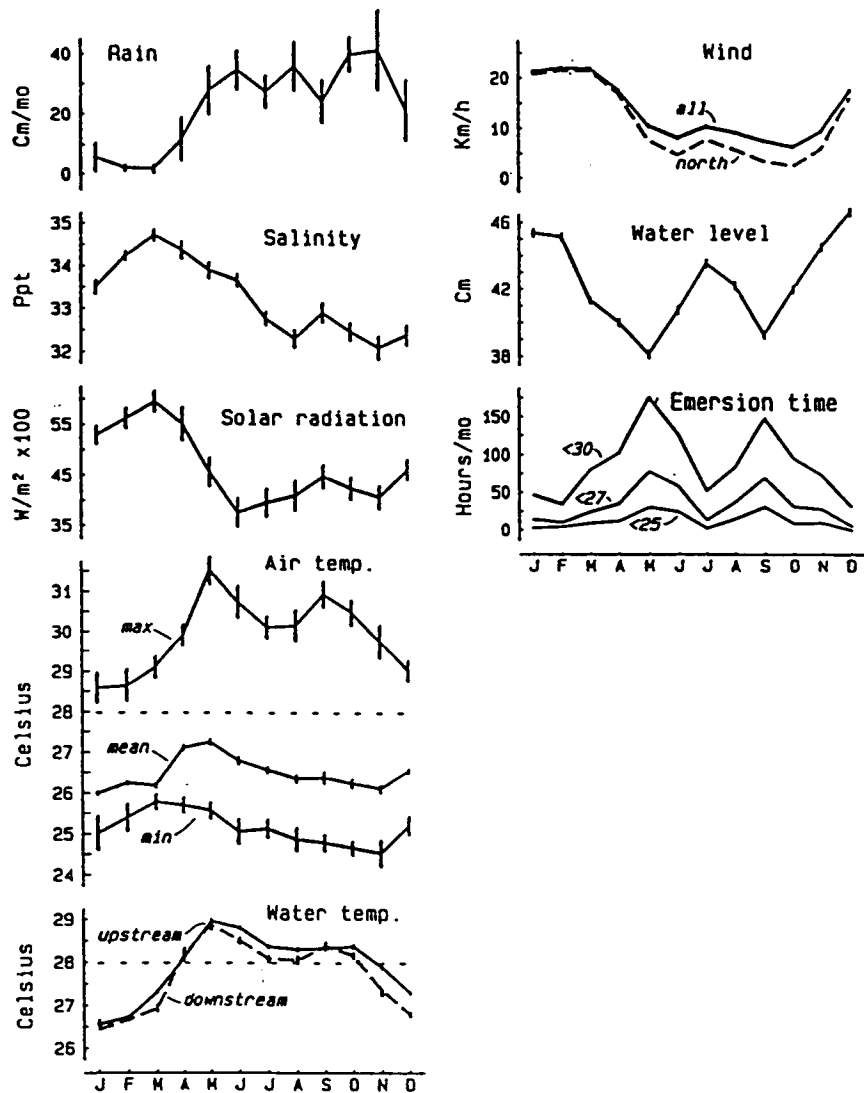 Rain
Cm/mo
40
20
0
Salinity
Ppt
35
34
33
32
Solar radiation
W/m² x100
55
45
35
Air temp.
Celsius
31
30
29
28
27
26
25
24
max
mean
min
Water temp.
Celsius
29
28
27
26
upstream
downstream
J F M A M J J A S O N D
Wind
Km/h
20
10
0
all
north
Water level
Cm
46
42
38
Emersion time
Hours/mo
150
100
50
0
<30
<27
<25
J F M A M J J A S O N D